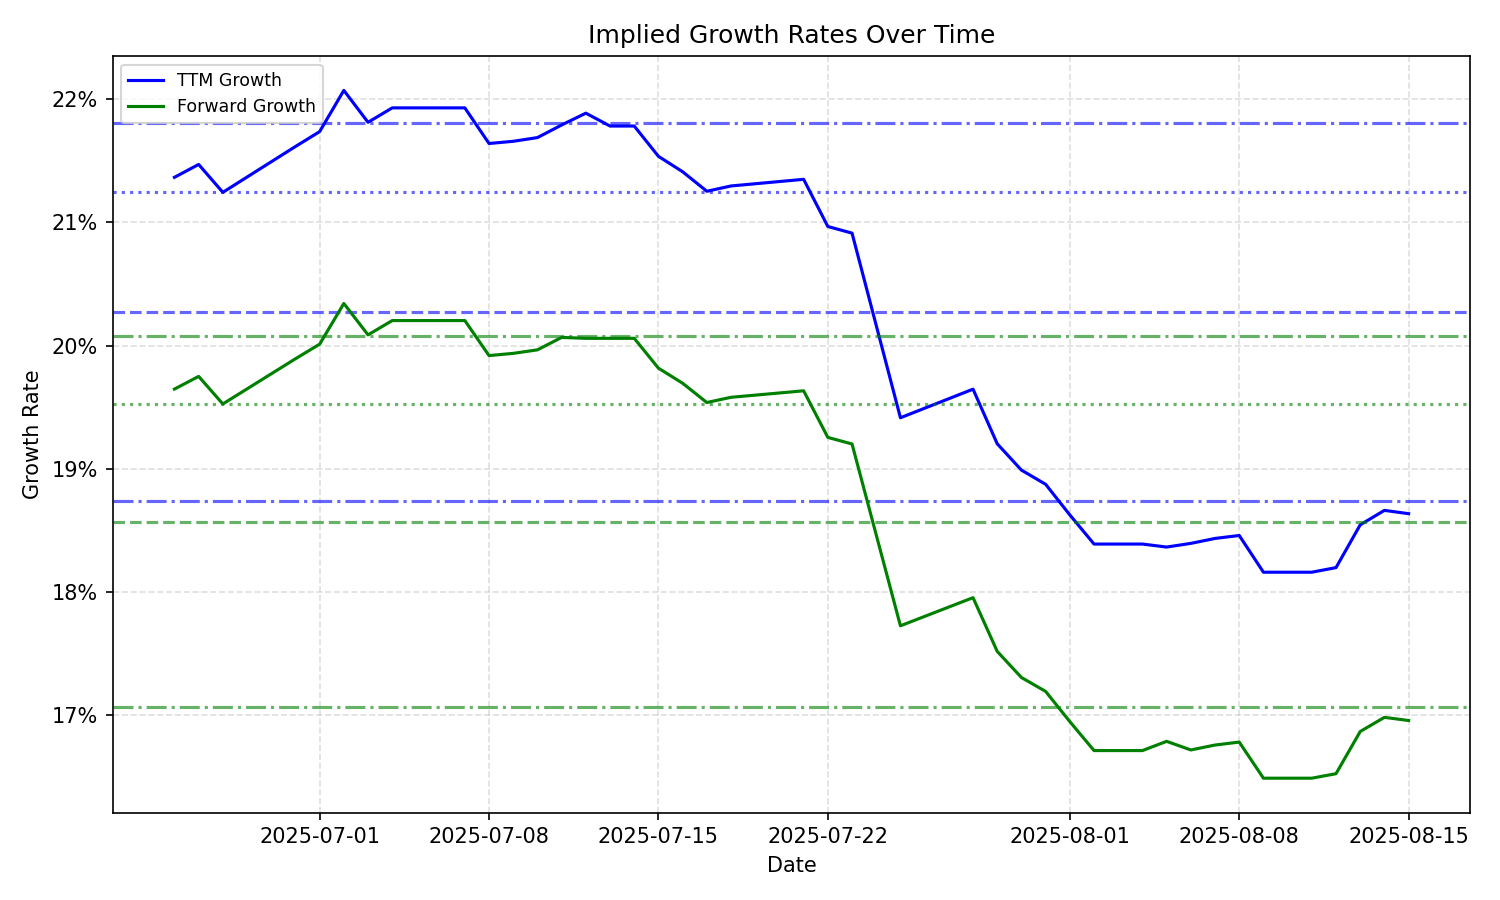 Implied Growth Rates Over Time
TTM Growth
Forward Growth
22%
21%
20%
19%
18%
17%
Growth Rate
2025-07-01
2025-07-08
2025-07-15
2025-07-22
2025-08-01
2025-08-08
2025-08-15
Date